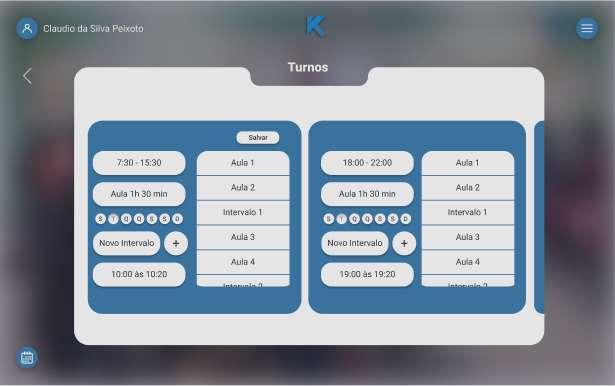 Claudio da Silva Peixoto
K
Turnos
Salvar
7:30 - 15:30
Aula 1h 30 min
S T Q Q S S D
Novo Intervalo +
10:00 às 10:20
Aula 1
Aula 2
Intervalo 1
Aula 3
Aula 4
Intervalo 2
18:00 - 22:00
Aula 1h 30 min
S T Q Q S S D
Novo Intervalo +
19:00 às 19:20
Aula 1
Aula 2
Intervalo 1
Aula 3
Aula 4
Intervalo 2